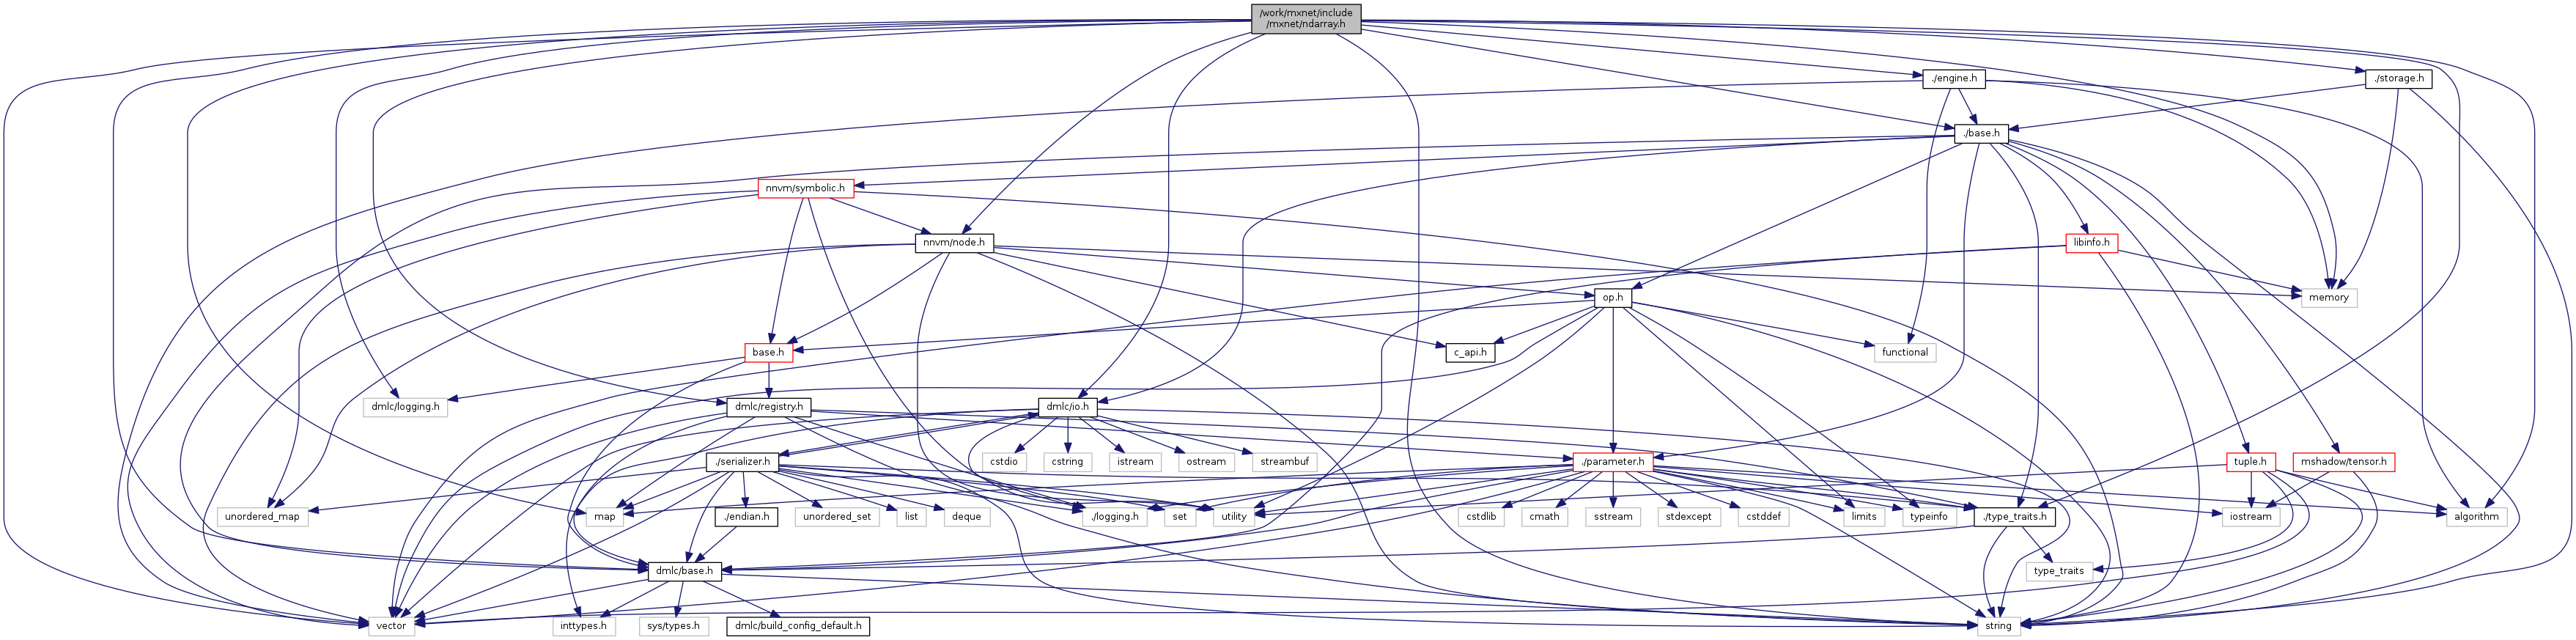 /work/mxnet/include
/mxnet/ndarray.h
./engine.h
./storage.h
./base.h
nnvm/symbolic.h
nnvm/node.h
libinfo.h
op.h
memory
base.h
c_api.h
functional
dmlc/logging.h
dmlc/registry.h
dmlc/io.h
./serializer.h
cstdio
cstring
istream
ostream
streambuf
./parameter.h
tuple.h
mshadow/tensor.h
unordered_map
map
./endian.h
unordered_set
list
deque
./logging.h
set
utility
cstdlib
cmath
sstream
stdexcept
cstddef
limits
typeinfo
./type_traits.h
iostream
algorithm
dmlc/base.h
type_traits
vector
inttypes.h
sys/types.h
dmlc/build_config_default.h
string